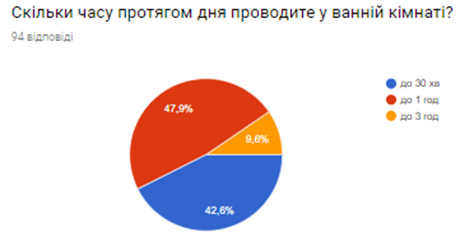 Скільки часу протягом дня проводите у ванній кімнаті?
94 відповіді
до 30 хв
до 1 год
до 3 год
47,9%
9,6%
42,6%